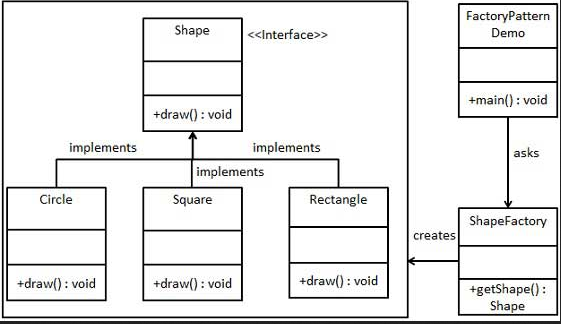 Shape
<<Interface>>
+draw() : void
FactoryPattern
Demo
+main() : void
implements
implements
implements
asks
Circle
+draw() : void
Square
+draw() : void
Rectangle
+draw() : void
creates
ShapeFactory
+getShape() :
Shape